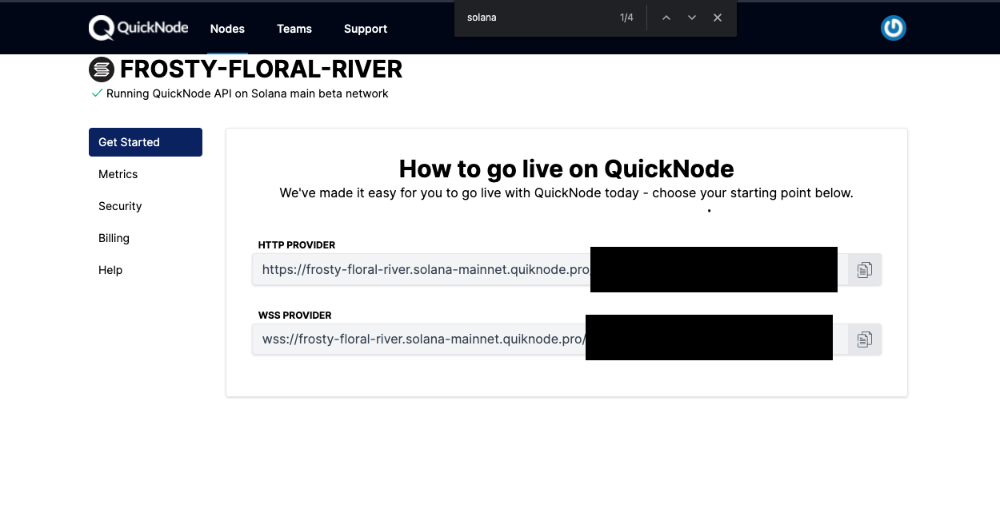 solana 1/4
QuickNode Nodes Teams Support
FROSTY-FLORAL-RIVER
Running QuickNode API on Solana main beta network
Get Started
Metrics
Security
Billing
Help
How to go live on QuickNode
We've made it easy for you to go live with QuickNode today - choose your starting point below.
HTTP PROVIDER
https://frosty-floral-river.solana-mainnet.quiknode.pro/
WSS PROVIDER
wss://frosty-floral-river.solana-mainnet.quiknode.pro/